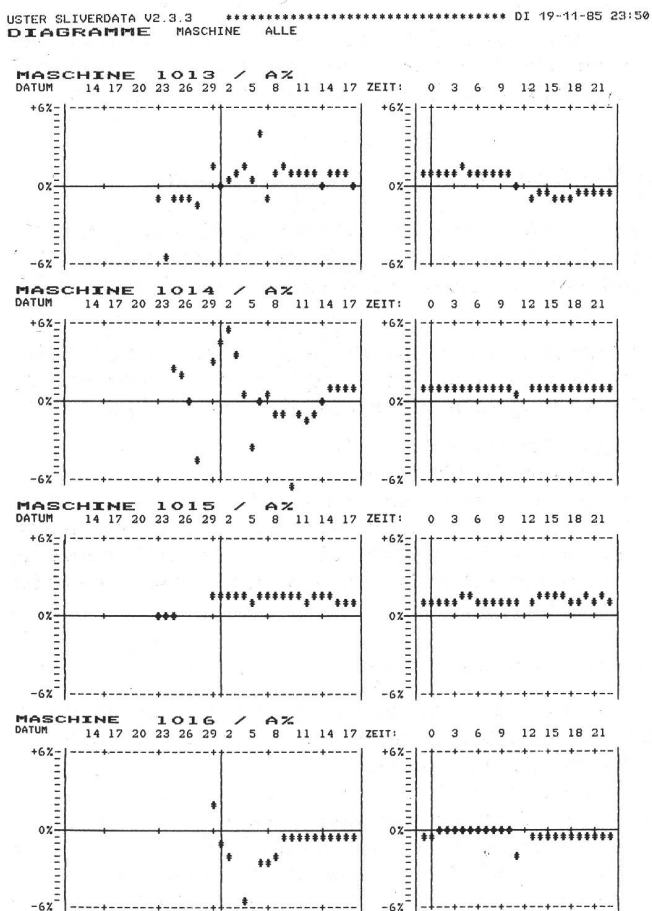 USTER SLIVERDATA V2.3.3 ************************************ DI 19-11-85 23:50
DIAGRAMME MASCHINE ALLE
MASCHINE 1013 / A%
DATUM 14 17 20 23 26 29 2 5 8 11 14 17 ZEIT: 0 3 6 9 12 15 18 21
+6% +6%
0% 0%
-6% -6%
MASCHINE 1014 / A%
DATUM 14 17 20 23 26 29 2 5 8 11 14 17 ZEIT: 0 3 6 9 12 15 18 21
+6% +6%
0% 0%
-6% -6%
MASCHINE 1015 / A%
DATUM 14 17 20 23 26 29 2 5 8 11 14 17 ZEIT: 0 3 6 9 12 15 18 21
+6% +6%
0% 0%
-6% -6%
MASCHINE 1016 / A%
DATUM 14 17 20 23 26 29 2 5 8 11 14 17 ZEIT: 0 3 6 9 12 15 18 21
+6% +6%
0% 0%
-6% -6%